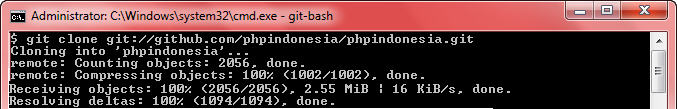 Administrator: C:\Windows\system32\cmd.exe - git-bash
$ git clone git://github.com/phpindonesia/phpindonesia.git
Cloning into 'phpindonesia'...
remote: Counting objects: 2056, done.
remote: Compressing objects: 100% (1002/1002), done.
Receiving objects: 100% (2056/2056), 2.55 MiB ¦ 16 KiB/s, done.
Resolving deltas: 100% (1094/1094), done.